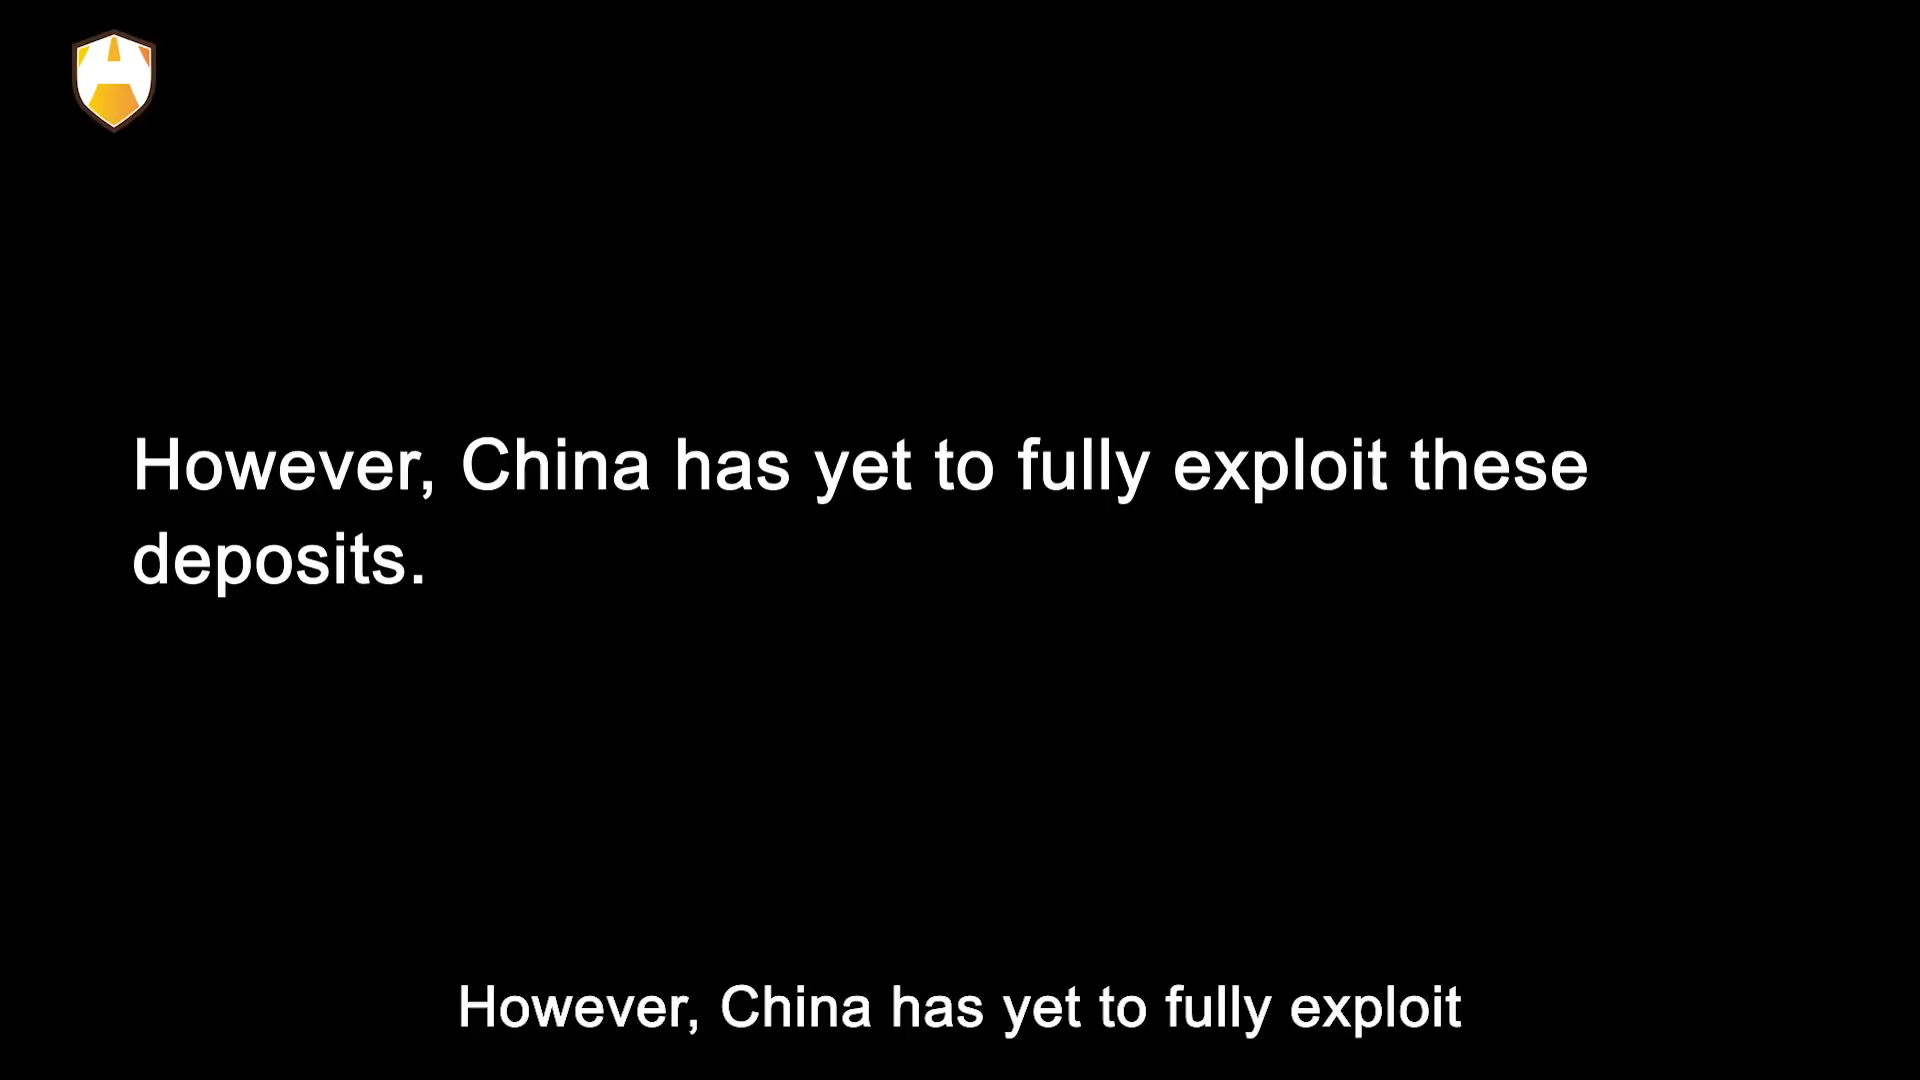 However, China has yet to fully exploit these
deposits.
However, China has yet to fully exploit